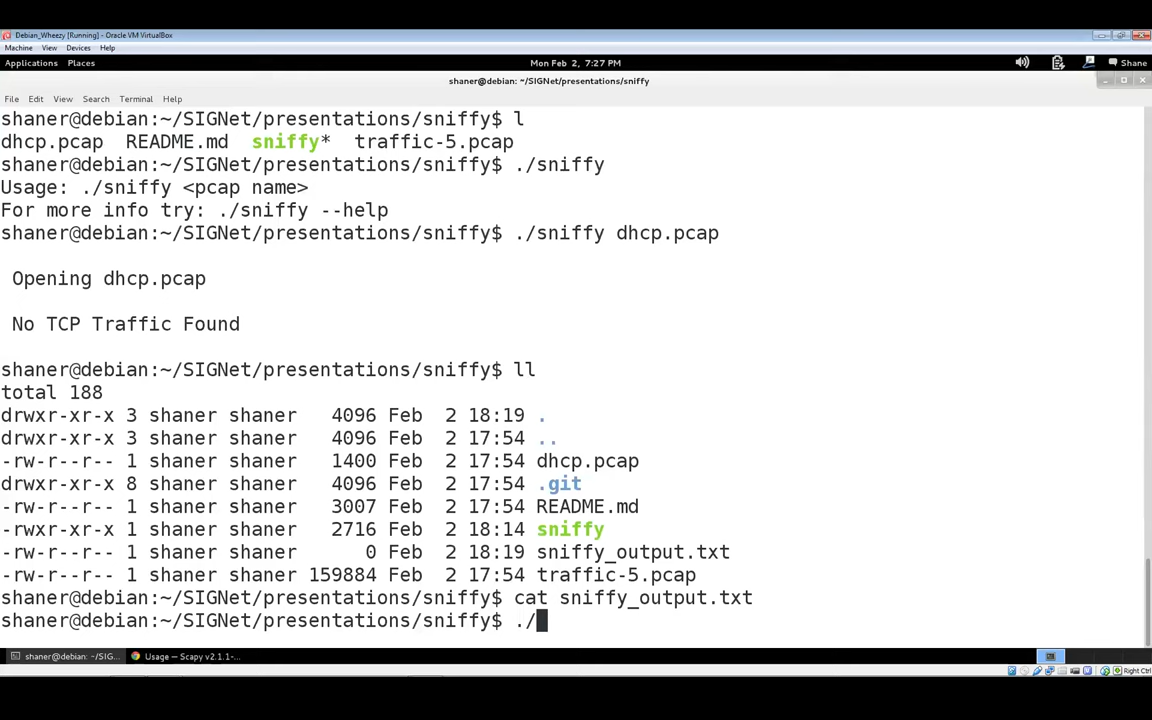 Debian_Wheezy [Running] - Oracle VM VirtualBox
Machine View Devices Help
Applications Places Mon Feb 2, 7:27 PM Shane
shaner@debian: ~/SIGNet/presentations/sniffy
File Edit View Search Terminal Help
shaner@debian:~/SIGNet/presentations/sniffy$ l
dhcp.pcap README.md sniffy* traffic-5.pcap
shaner@debian:~/SIGNet/presentations/sniffy$ ./sniffy
Usage: ./sniffy <pcap name>
For more info try: ./sniffy --help
shaner@debian:~/SIGNet/presentations/sniffy$ ./sniffy dhcp.pcap
Opening dhcp.pcap
No TCP Traffic Found
shaner@debian:~/SIGNet/presentations/sniffy$ ll
total 188
drwxr-xr-x 3 shaner shaner 4096 Feb 2 18:19 .
drwxr-xr-x 3 shaner shaner 4096 Feb 2 17:54 ..
-rw-r--r-- 1 shaner shaner 1400 Feb 2 17:54 dhcp.pcap
drwxr-xr-x 8 shaner shaner 4096 Feb 2 17:54 .git
-rw-r--r-- 1 shaner shaner 3007 Feb 2 17:54 README.md
-rwxr-xr-x 1 shaner shaner 2716 Feb 2 18:14 sniffy
-rw-r--r-- 1 shaner shaner 0 Feb 2 18:19 sniffy_output.txt
-rw-r--r-- 1 shaner shaner 159884 Feb 2 17:54 traffic-5.pcap
shaner@debian:~/SIGNet/presentations/sniffy$ cat sniffy_output.txt
shaner@debian:~/SIGNet/presentations/sniffy$ ./
shaner@debian: ~/SIG... Usage — Scapy v2.1.1-...
Right Ctrl